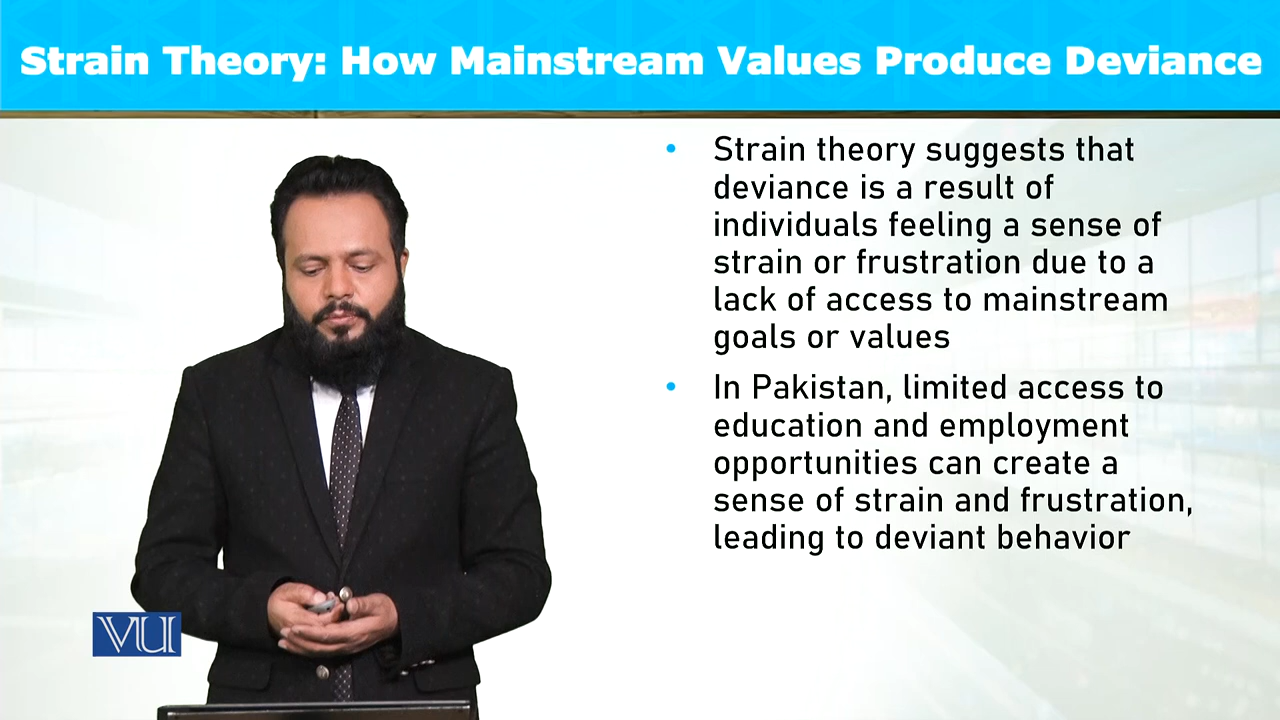 Strain Theory: How Mainstream Values Produce Deviance
• Strain theory suggests that
deviance is a result of
individuals feeling a sense of
strain or frustration due to a
lack of access to mainstream
goals or values
• In Pakistan, limited access to
education and employment
opportunities can create a
sense of strain and frustration,
leading to deviant behavior
VU